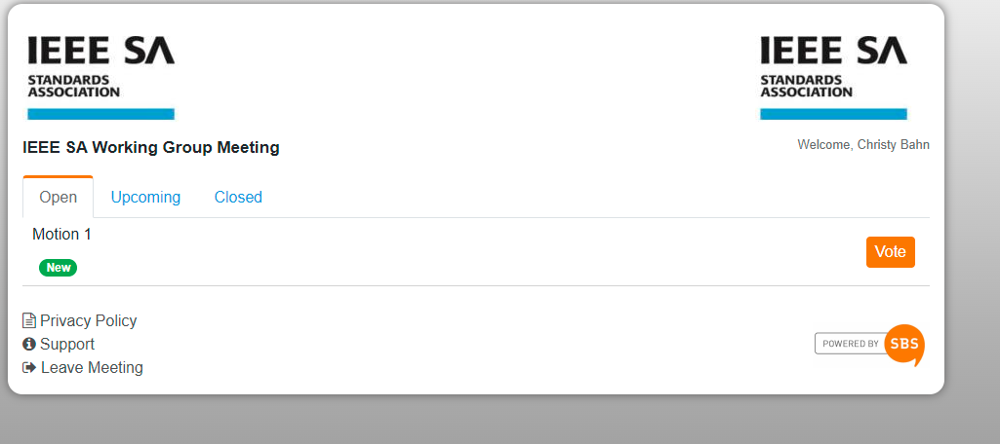 IEEE SA
STANDARDS
ASSOCIATION
IEEE SA
STANDARDS
ASSOCIATION
IEEE SA Working Group Meeting
Welcome, Christy Bahn
Open Upcoming Closed
Motion 1
New
Vote
Privacy Policy
Support
Leave Meeting
POWERED BY SBS